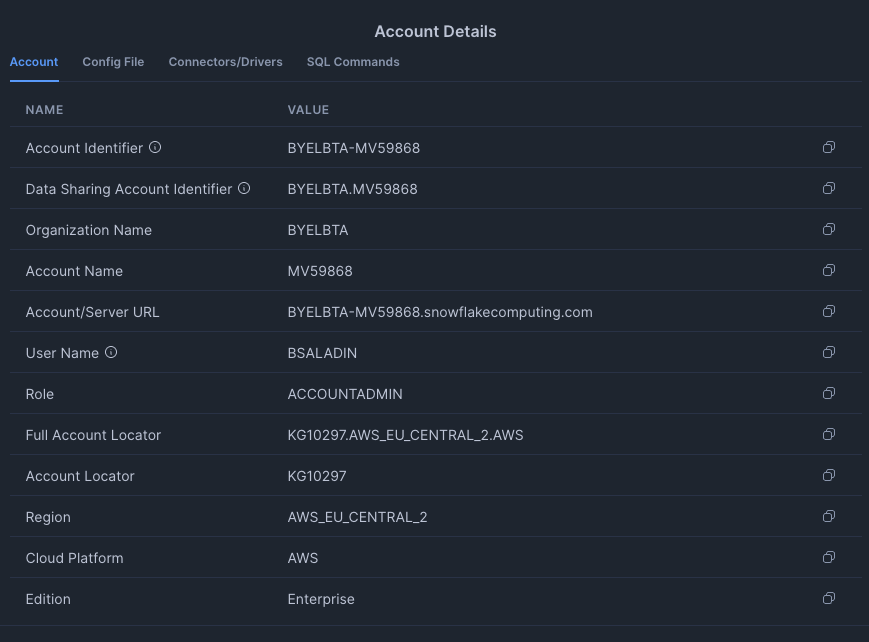 Account Details
Account Config File Connectors/Drivers SQL Commands
NAME VALUE
Account Identifier BYELBTA-MV59868
Data Sharing Account Identifier BYELBTA.MV59868
Organization Name BYELBTA
Account Name MV59868
Account/Server URL BYELBTA-MV59868.snowflakecomputing.com
User Name BSALADIN
Role ACCOUNTADMIN
Full Account Locator KG10297.AWS_EU_CENTRAL_2.AWS
Account Locator KG10297
Region AWS_EU_CENTRAL_2
Cloud Platform AWS
Edition Enterprise